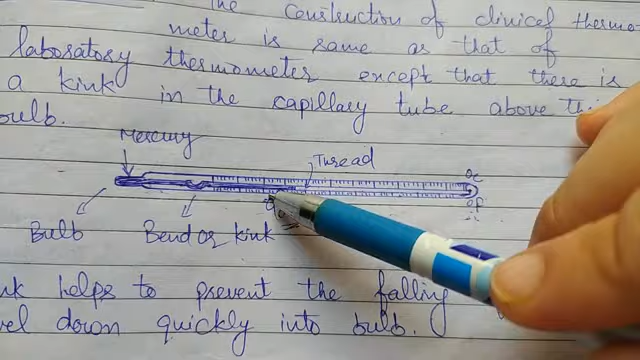 The construction of clinical thermo-
meter is same as that of
laboratory thermometer except that there is
a kink in the capillary tube above the
bulb.
Mercury
Thread
°C
Bulb
Bend or kink
helps to prevent the falling
down quickly into bulb.